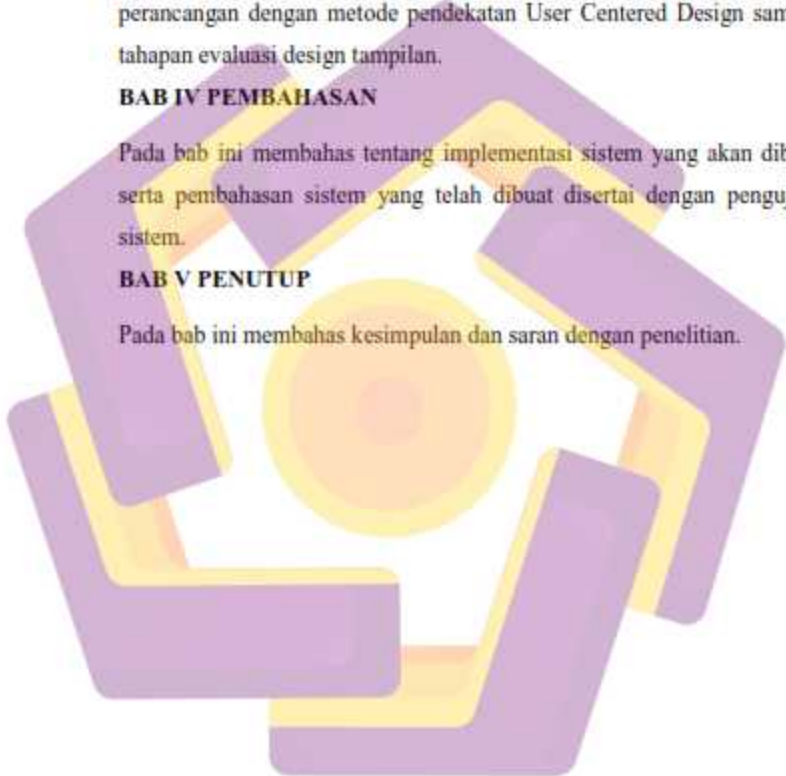 perancangan dengan metode pendekatan User Centered Design sam
tahapan evaluasi design tampilan.
BAB IV PEMBAHASAN
Pada bab ini membahas tentang implementasi sistem yang akan dib
serta pembahasan sistem yang telah dibuat disertai dengan penguj
sistem.
BAB V PENUTUP
Pada bab ini membahas kesimpulan dan saran dengan penelitian.